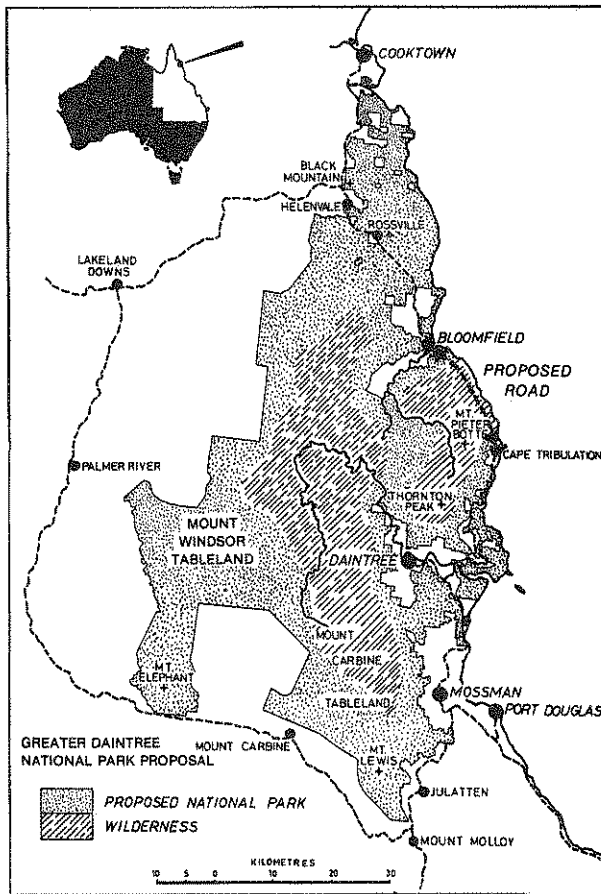 COOKTOWN
BLACK
MOUNTAIN
HELENVALE
ROSSVILLE
LAKELAND
DOWNS
BLOOMFIELD
PROPOSED
ROAD
MT.
PIETER
BOTTE
CAPE TRIBULATION
PALMER RIVER
THORNTON
PEAK
MOUNT
WINDSOR
TABLELAND
DAINTREE
MOUNT
CARBINE
TABLELAND
MT.
ELEPHANT
MOSSMAN
PORT DOUGLAS
MOUNT CARBINE
MT.
LEWIS
GREATER DAINTREE
NATIONAL PARK PROPOSAL
PROPOSED NATIONAL PARK
WILDERNESS
JULATTEN
MOUNT MOLLOY
KILOMETRES
10 0 10 20 30